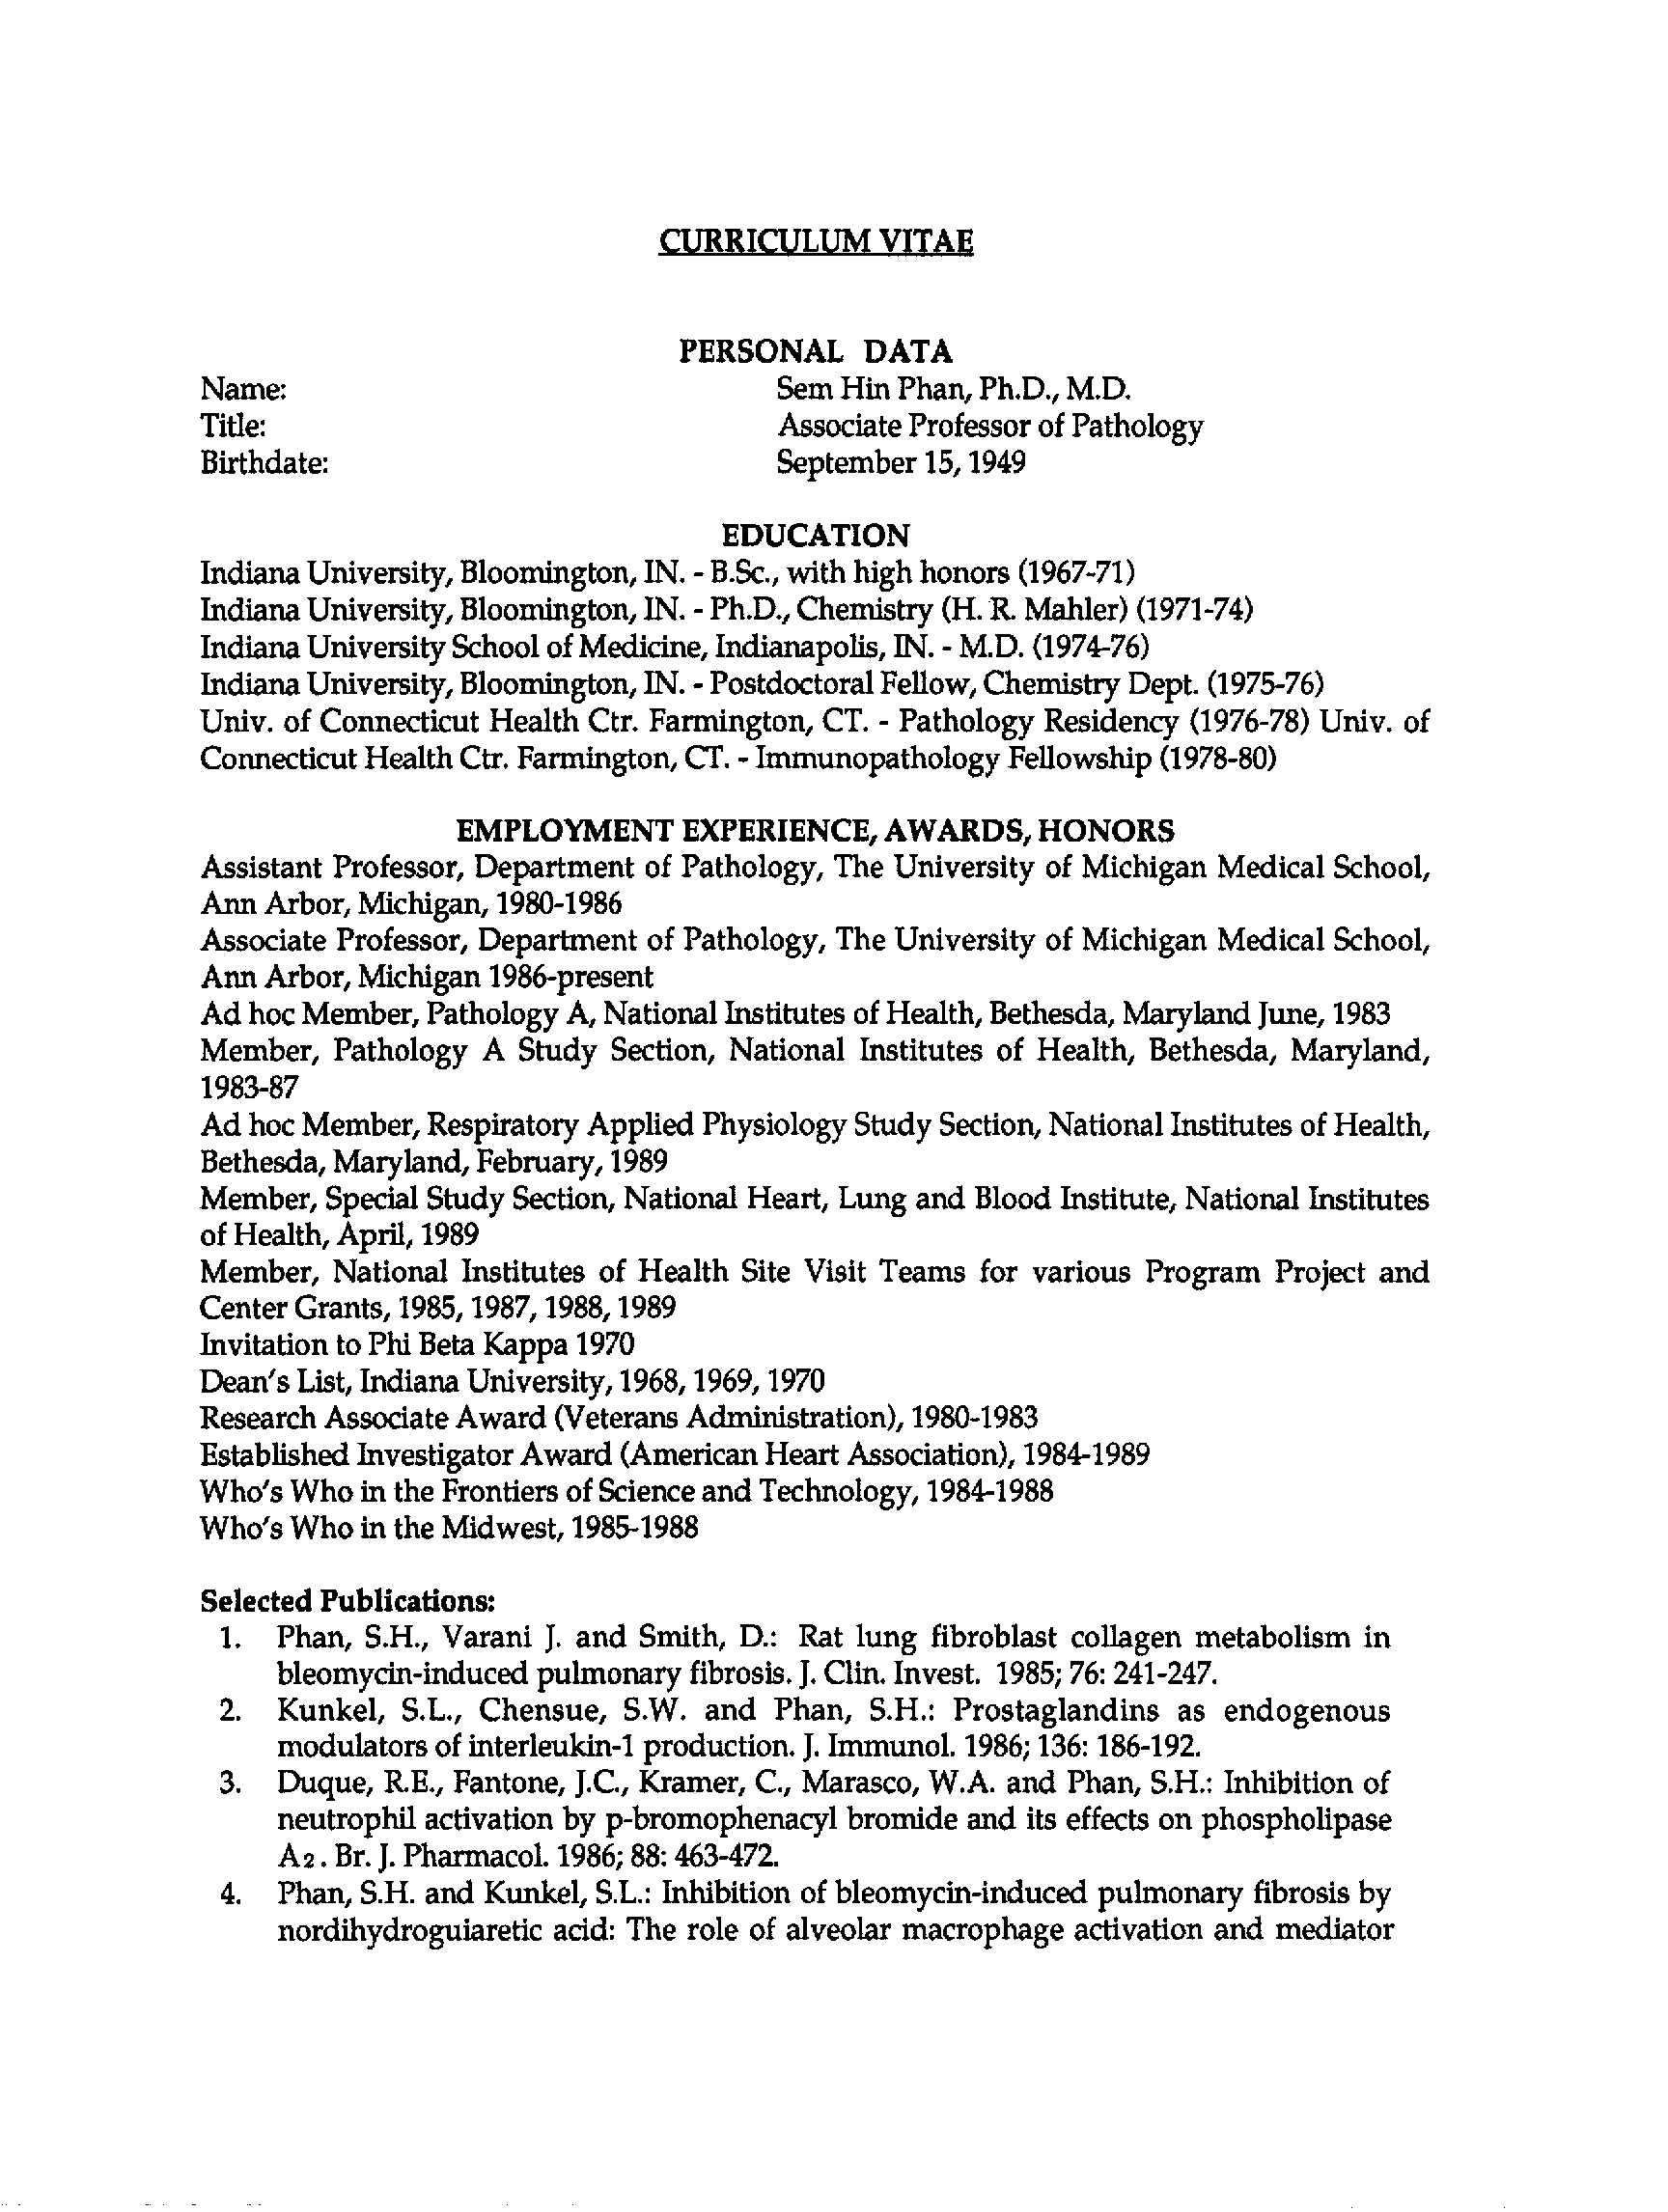 CURRICULUM VITAE
PERSONAL DATA
Name: Sem Hin Phan, Ph.D., M.D.
Title: Associate Professor of Pathology
Birthdate: September 15, 1949
EDUCATION
Indiana University, Bloomington, IN. - B.Sc., with high honors (1967-71)
Indiana University, Bloomington, IN. - Ph.D., Chemistry (H. R. Mahler) (1971-74)
Indiana University School of Medicine, Indianapolis, IN. - M.D. (1974-76)
Indiana University, Bloomington, IN. - Postdoctoral Fellow, Chemistry Dept. (1975-76)
Univ. of Connecticut Health Ctr. Farmington, CT. - Pathology Residency (1976-78) Univ. of
Connecticut Health Ctr. Farmington, CT. - Immunopathology Fellowship (1978-80)
EMPLOYMENT EXPERIENCE, AWARDS, HONORS
Assistant Professor, Department of Pathology, The University of Michigan Medical School,
Ann Arbor, Michigan, 1980-1986
Associate Professor, Department of Pathology, The University of Michigan Medical School,
Ann Arbor, Michigan 1986-present
Ad hoc Member, Pathology A, National Institutes of Health, Bethesda, Maryland June, 1983
Member, Pathology A Study Section, National Institutes of Health, Bethesda, Maryland,
1983-87
Ad hoc Member, Respiratory Applied Physiology Study Section, National Institutes of Health,
Bethesda, Maryland, February, 1989
Member, Special Study Section, National Heart, Lung and Blood Institute, National Institutes
of Health, April, 1989
Member, National Institutes of Health Site Visit Teams for various Program Project and
Center Grants, 1985, 1987, 1988, 1989
Invitation to Phi Beta Kappa 1970
Dean's List, Indiana University, 1968, 1969, 1970
Research Associate Award (Veterans Administration), 1980-1983
Established Investigator Award (American Heart Association), 1984-1989
Who's Who in the Frontiers of Science and Technology, 1984-1988
Who's Who in the Midwest, 1985-1988
Selected Publications:
1. Phan, S.H., Varani J. and Smith, D.: Rat lung fibroblast collagen metabolism in
bleomycin-induced pulmonary fibrosis. J. Clin. Invest. 1985; 76: 241-247.
2. Kunkel, S.L., Chensue, S.W. and Phan, S.H.: Prostaglandins as endogenous
modulators of interleukin-1 production. J. Immunol. 1986; 136: 186-192.
3. Duque, R.E., Fantone, J.C., Kramer, C., Marasco, W.A. and Phan, S.H.: Inhibition of
neutrophil activation by p-bromophenacyl bromide and its effects on phospholipase
A2. Br. J. Pharmacol. 1986; 88: 463-472.
4. Phan, S.H. and Kunkel, S.L.: Inhibition of bleomycin-induced pulmonary fibrosis by
nordihydroguiaretic acid: The role of alveolar macrophage activation and mediator